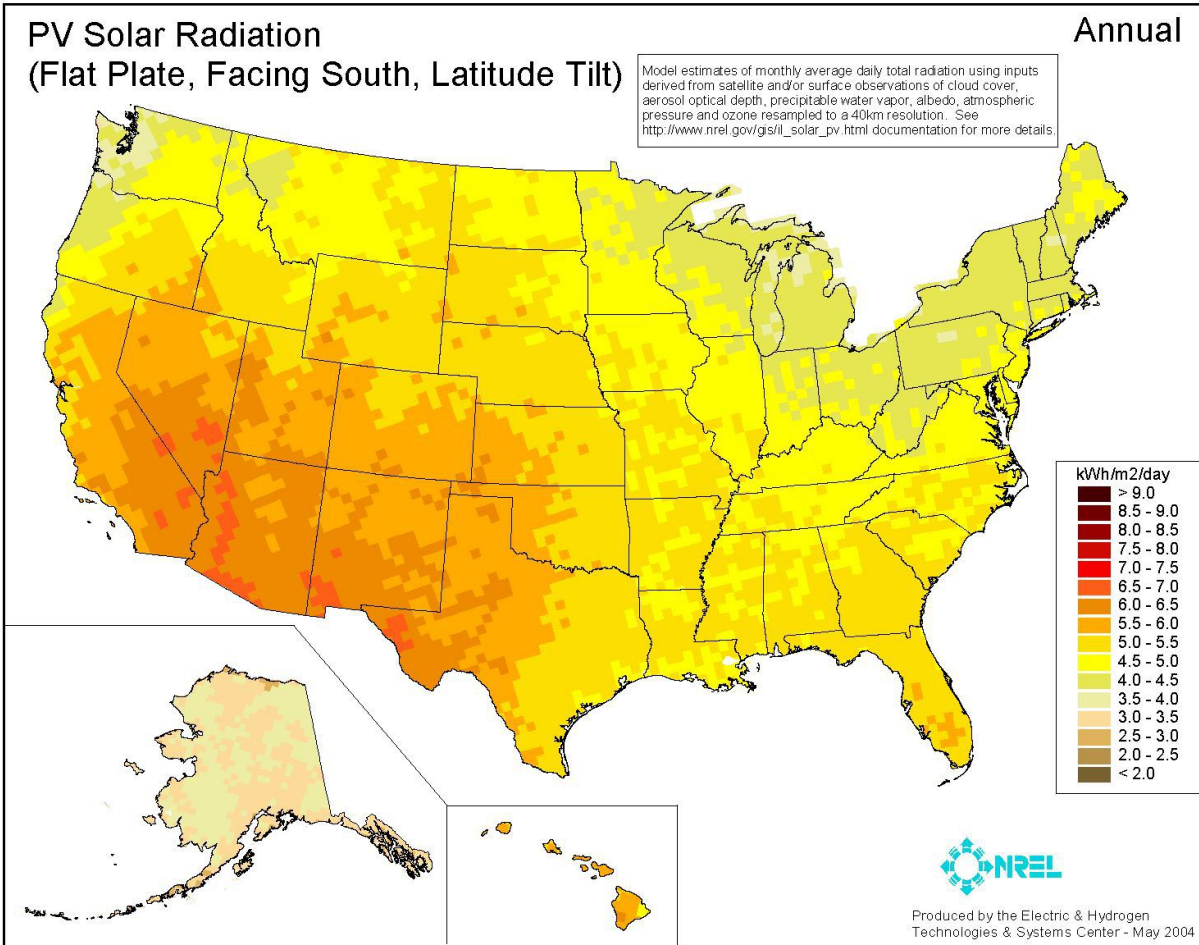 PV Solar Radiation
(Flat Plate, Facing South, Latitude Tilt)
Annual
Model estimates of monthly average daily total radiation using inputs
derived from satellite and/or surface observations of cloud cover,
aerosol optical depth, precipitable water vapor, albedo, atmospheric
pressure and ozone resampled to a 40km resolution. See
http://www.nrel.gov/gis/il_solar_pv.html documentation for more details.
kWh/m2/day
> 9.0
8.5 - 9.0
8.0 - 8.5
7.5 - 8.0
7.0 - 7.5
6.5 - 7.0
6.0 - 6.5
5.5 - 6.0
5.0 - 5.5
4.5 - 5.0
4.0 - 4.5
3.5 - 4.0
3.0 - 3.5
2.5 - 3.0
2.0 - 2.5
< 2.0
NREL
Produced by the Electric & Hydrogen
Technologies & Systems Center - May 2004